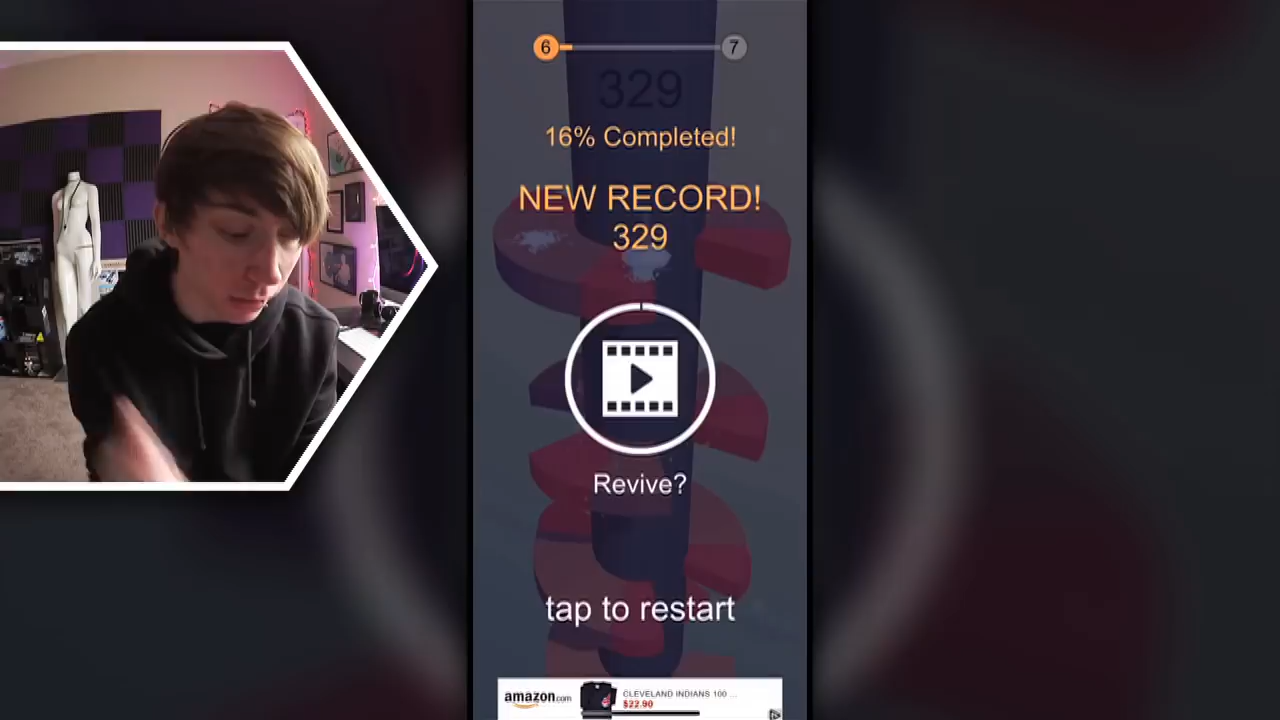 6 7
329
16% Completed!
NEW RECORD!
329
Revive?
tap to restart
amazon.com
CLEVELAND INDIANS 100 ...
$22.90